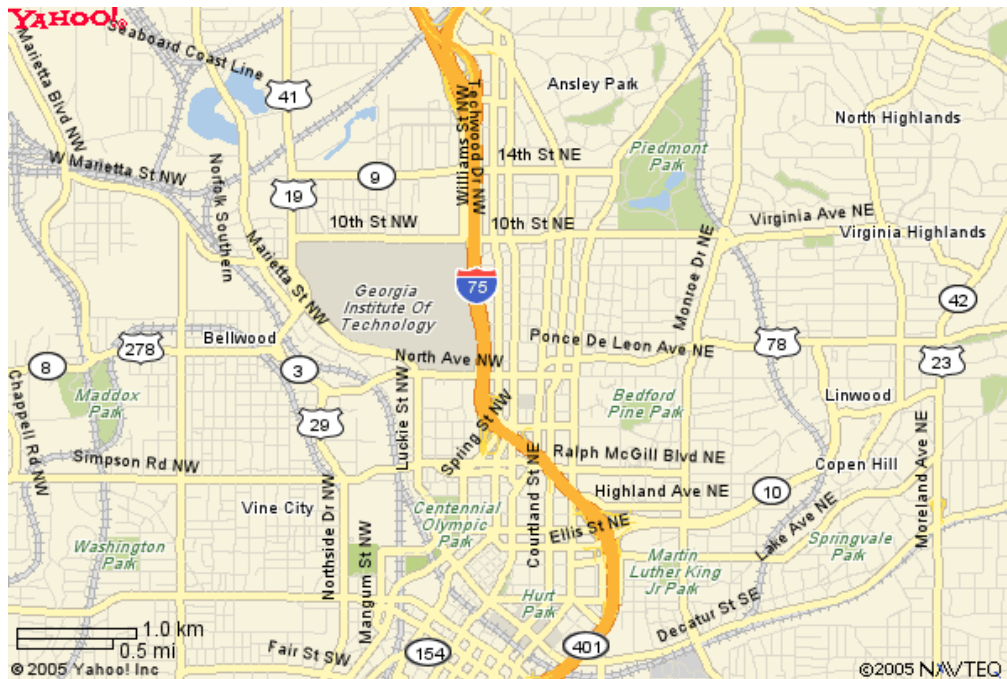 YAHOO!
Seaboard Coast Line
Marietta Blvd NW
41
Ansley Park
Techwood Dr NW
Williams St NW
North Highlands
Piedmont
Park
14th St NE
W Marietta St NW
9
Norfolk Southern
19
10th St NW
10th St NE
Virginia Ave NE
Virginia Highlands
Marietta St NW
Monroe Dr NE
75
Georgia
Institute Of
Technology
42
Bellwood
278
Ponce De Leon Ave NE
78
8
3
North Ave NW
23
Maddox
Park
Chappell Rd NW
Luckie St NW
Bedford
Pine Park
Linwood
29
Spring St NW
Simpson Rd NW
Ralph McGill Blvd NE
Copen Hill
Moreland Ave NE
Courtland St NE
Highland Ave NE
10
Vine City
Centennial
Olympic
Park
Ellis St NE
Lake Ave NE
Springvale
Park
Northside Dr NW
Mangum St NW
Washington
Park
Martin
Luther King
Jr Park
Hurt
Park
Decatur St SE
1.0 km
0.5 mi
Fair St SW
154
401
©2005 Yahoo! Inc
©2005 NAVTEQ